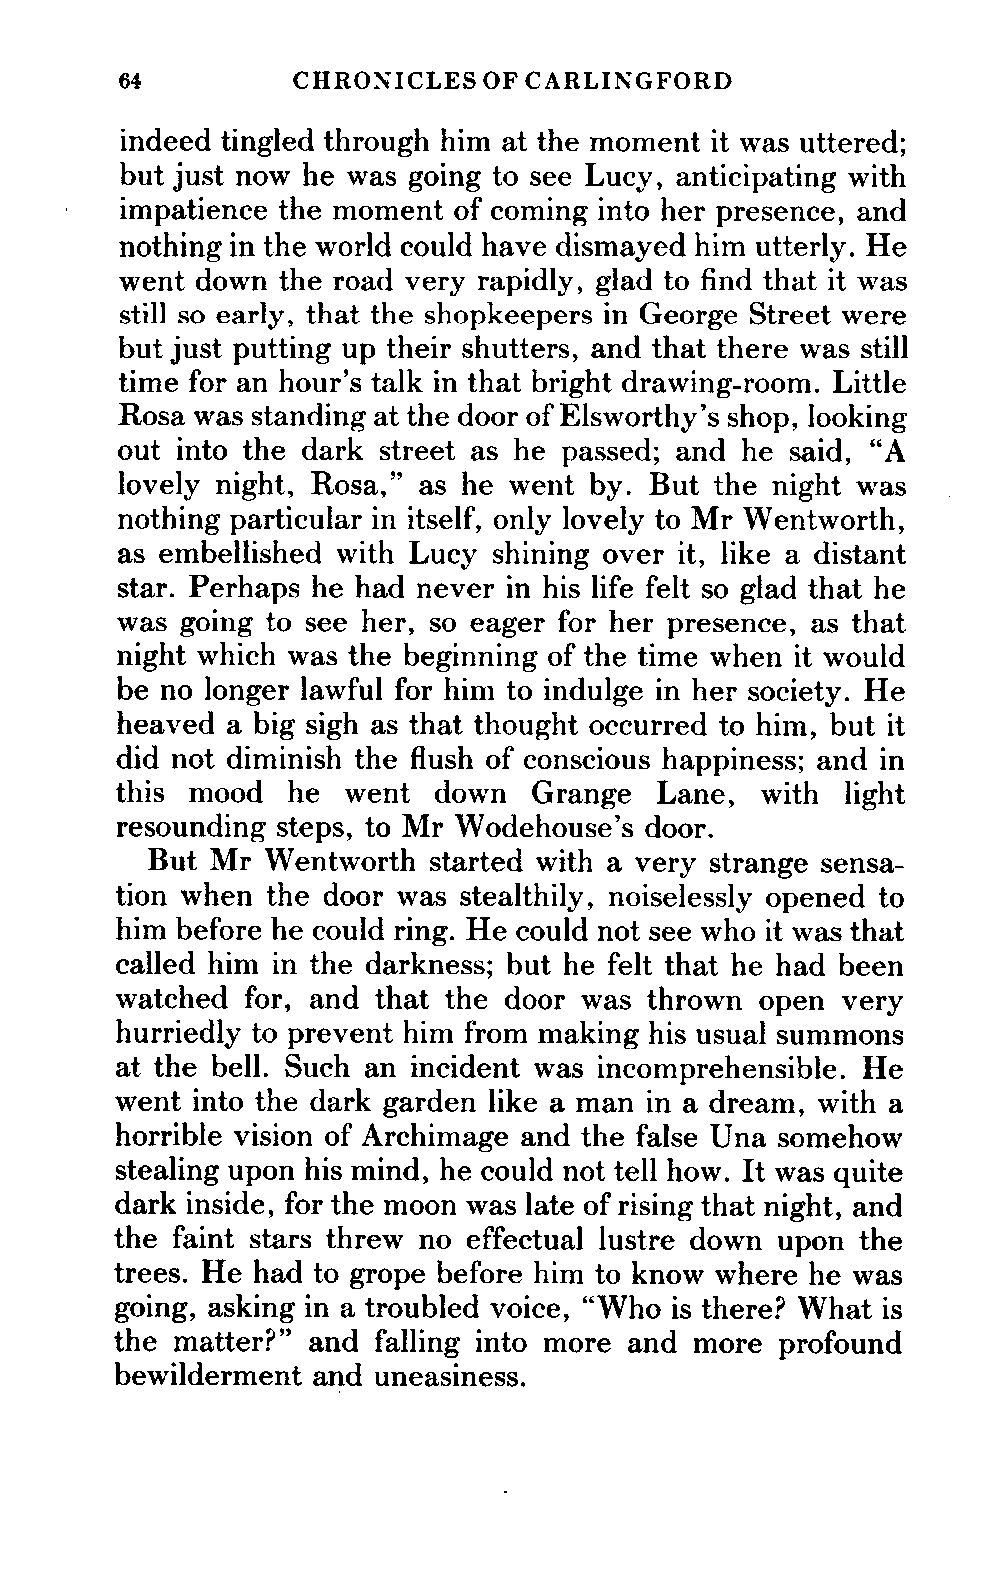 64 CHRONICLES OF CARLINGFORD
indeed tingled through him at the moment it was uttered;
but just now he was going to see Lucy, anticipating with
impatience the moment of coming into her presence, and
nothing in the world could have dismayed him utterly. He
went down the road very rapidly, glad to find that it was
still so early, that the shopkeepers in George Street were
but just putting up their shutters, and that there was still
time for an hour's talk in that bright drawing-room. Little
Rosa was standing at the door of Elsworthy's shop, looking
out into the dark street as he passed; and he said, “A
lovely night, Rosa,” as he went by. But the night was
nothing particular in itself, only lovely to Mr Wentworth,
as embellished with Lucy shining over it, like a distant
star. Perhaps he had never in his life felt so glad that he
was going to see her, so eager for her presence, as that
night which was the beginning of the time when it would
be no longer lawful for him to indulge in her society. He
heaved a big sigh as that thought occurred to him, but it
did not diminish the flush of conscious happiness; and in
this mood he went down Grange Lane, with light
resounding steps, to Mr Wodehouse's door.
But Mr Wentworth started with a very strange sensa-
tion when the door was stealthily, noiselessly opened to
him before he could ring. He could not see who it was that
called him in the darkness; but he felt that he had been
watched for, and that the door was thrown open very
hurriedly to prevent him from making his usual summons
at the bell. Such an incident was incomprehensible. He
went into the dark garden like a man in a dream, with a
horrible vision of Archimage and the false Una somehow
stealing upon his mind, he could not tell how. It was quite
dark inside, for the moon was late of rising that night, and
the faint stars threw no effectual lustre down upon the
trees. He had to grope before him to know where he was
going, asking in a troubled voice, “Who is there? What is
the matter?” and falling into more and more profound
bewilderment and uneasiness.